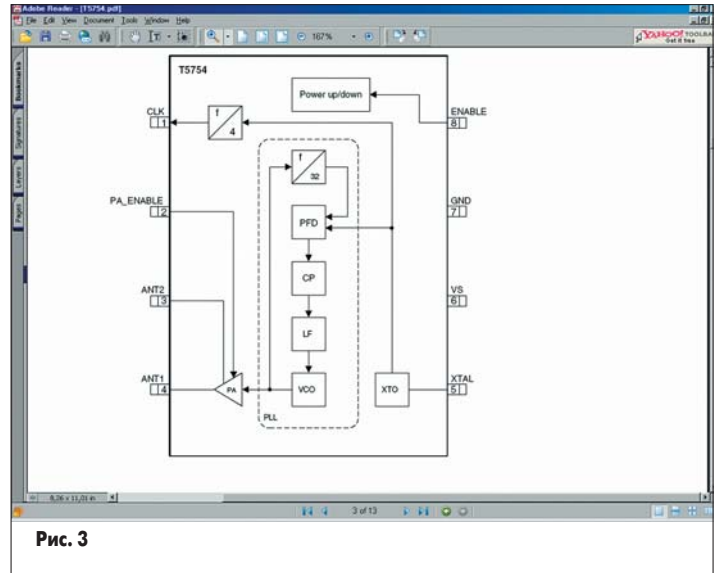 Adobe Reader - [T5754.pdf]
File Edit View Document Tools Window Help
167%
YAHOO! TOOLBA
Get it free
Bookmarks
Signatures
Layers
Pages
T5754
Power up/down
CLK
1
f
4
ENABLE
8
f
32
PA_ENABLE
2
PFD
GND
7
CP
ANT2
3
VS
6
LF
ANT1
4
PA
VCO
XTO
XTAL
5
PLL
8,26 x 11,01 in
3 of 13
Рис. 3